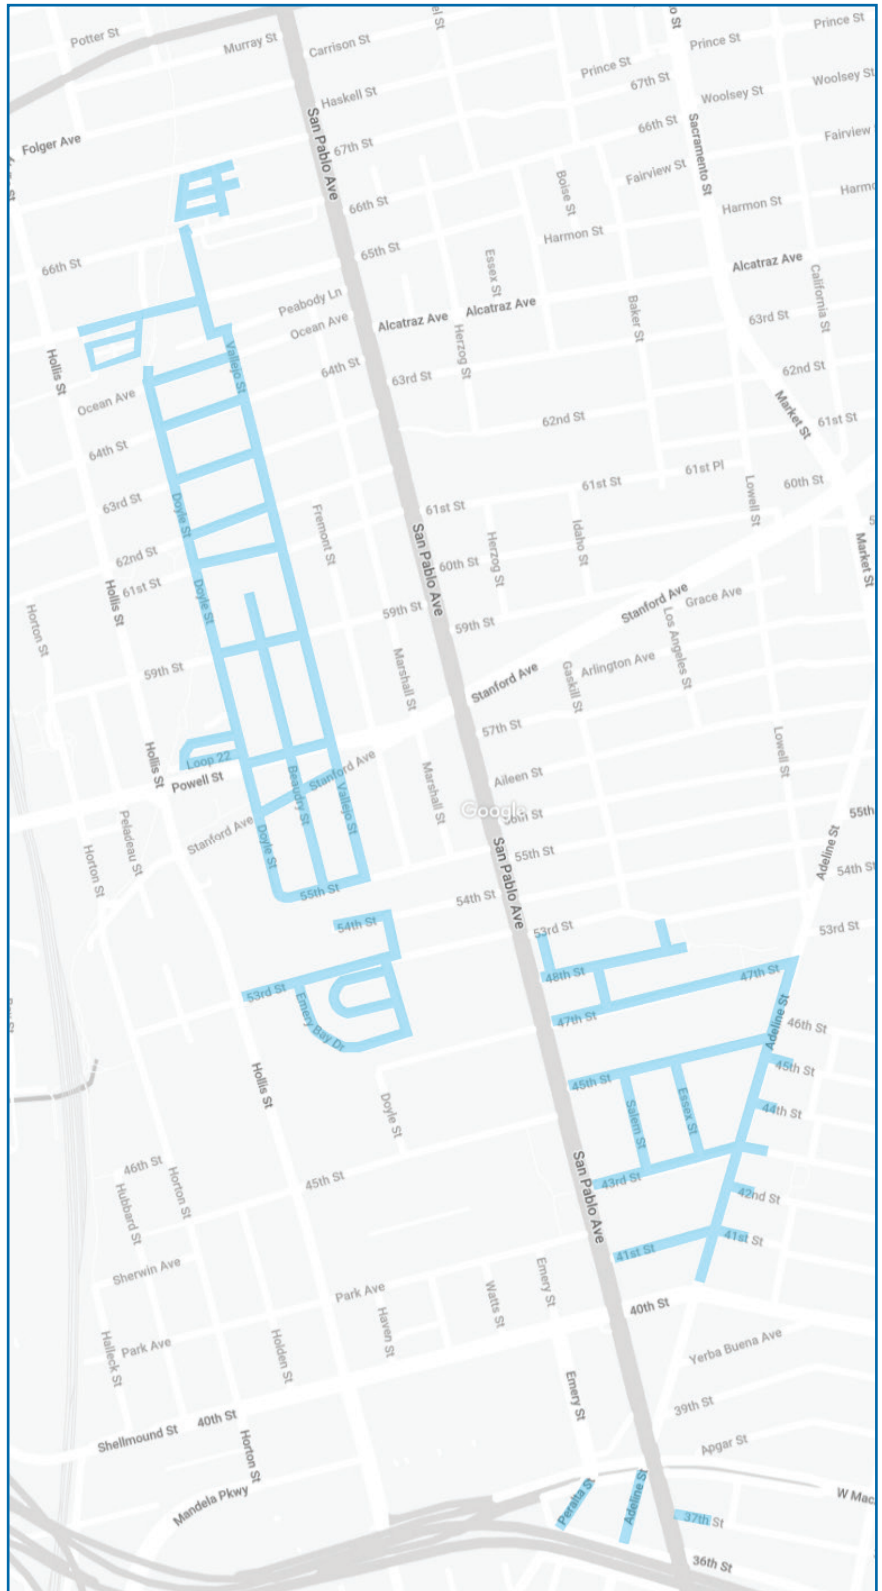 Potter St
Murray St
Carrison St
Prince St
Prince St
Prince St
Haskell St
67th St
Woolsey St
Woolsey St
Folger Ave
San Pablo Ave
67th St
66th St
Sacramento St
Fairview
Fairview St
Boise St
66th St
Harmon St
Harmon St
65th St
66th St
Essex St
Alcatraz Ave
Peabody Ln
Ocean Ave
Alcatraz Ave
Alcatraz Ave
Baker St
63rd St
California St
Herzog St
Hollis St
Vallejo St
64th St
63rd St
62nd St
Ocean Ave
Market St
62nd St
61st St
64th St
61st Pl
61st St
60th St
Lowell St
63rd St
Doyle St
Fremont St
61st St
San Pablo Ave
Herzog St
Idaho St
Market St
62nd St
60th St
61st St
Hollis St
Doyle St
Horton St
59th St
59th St
Stanford Ave
Grace Ave
Los Angeles St
59th St
Marshall St
Stanford Ave
Gaskill St
Arlington Ave
57th St
Hollis St
Loop 22
Powell St
Stanford Ave
Beaudry St
Vallejo St
Marshall St
Aileen St
Lowell St
Google
55th St
Peladeau St
Stanford Ave
Doyle St
Horton St
55th St
San Pablo Ave
Adeline St
55th
54th St
54th St
54th St
53rd St
53rd St
48th St
47th St
53rd St
Emery Bay Dr
47th St
Adeline St
46th St
45th St
Hollis St
45th St
Doyle St
Salem St
Essex St
44th St
46th St
Horton St
Hubbard St
45th St
San Pablo Ave
43rd St
42nd St
41st St
41st St
Sherwin Ave
Park Ave
Emery St
Watts St
40th St
Haven St
Halleck St
Park Ave
Holden St
Yerba Buena Ave
Emery St
39th St
Shellmound St
40th St
Horton St
Apgar St
Mandela Pkwy
Peralta St
Adeline St
37th St
W Mac
36th St